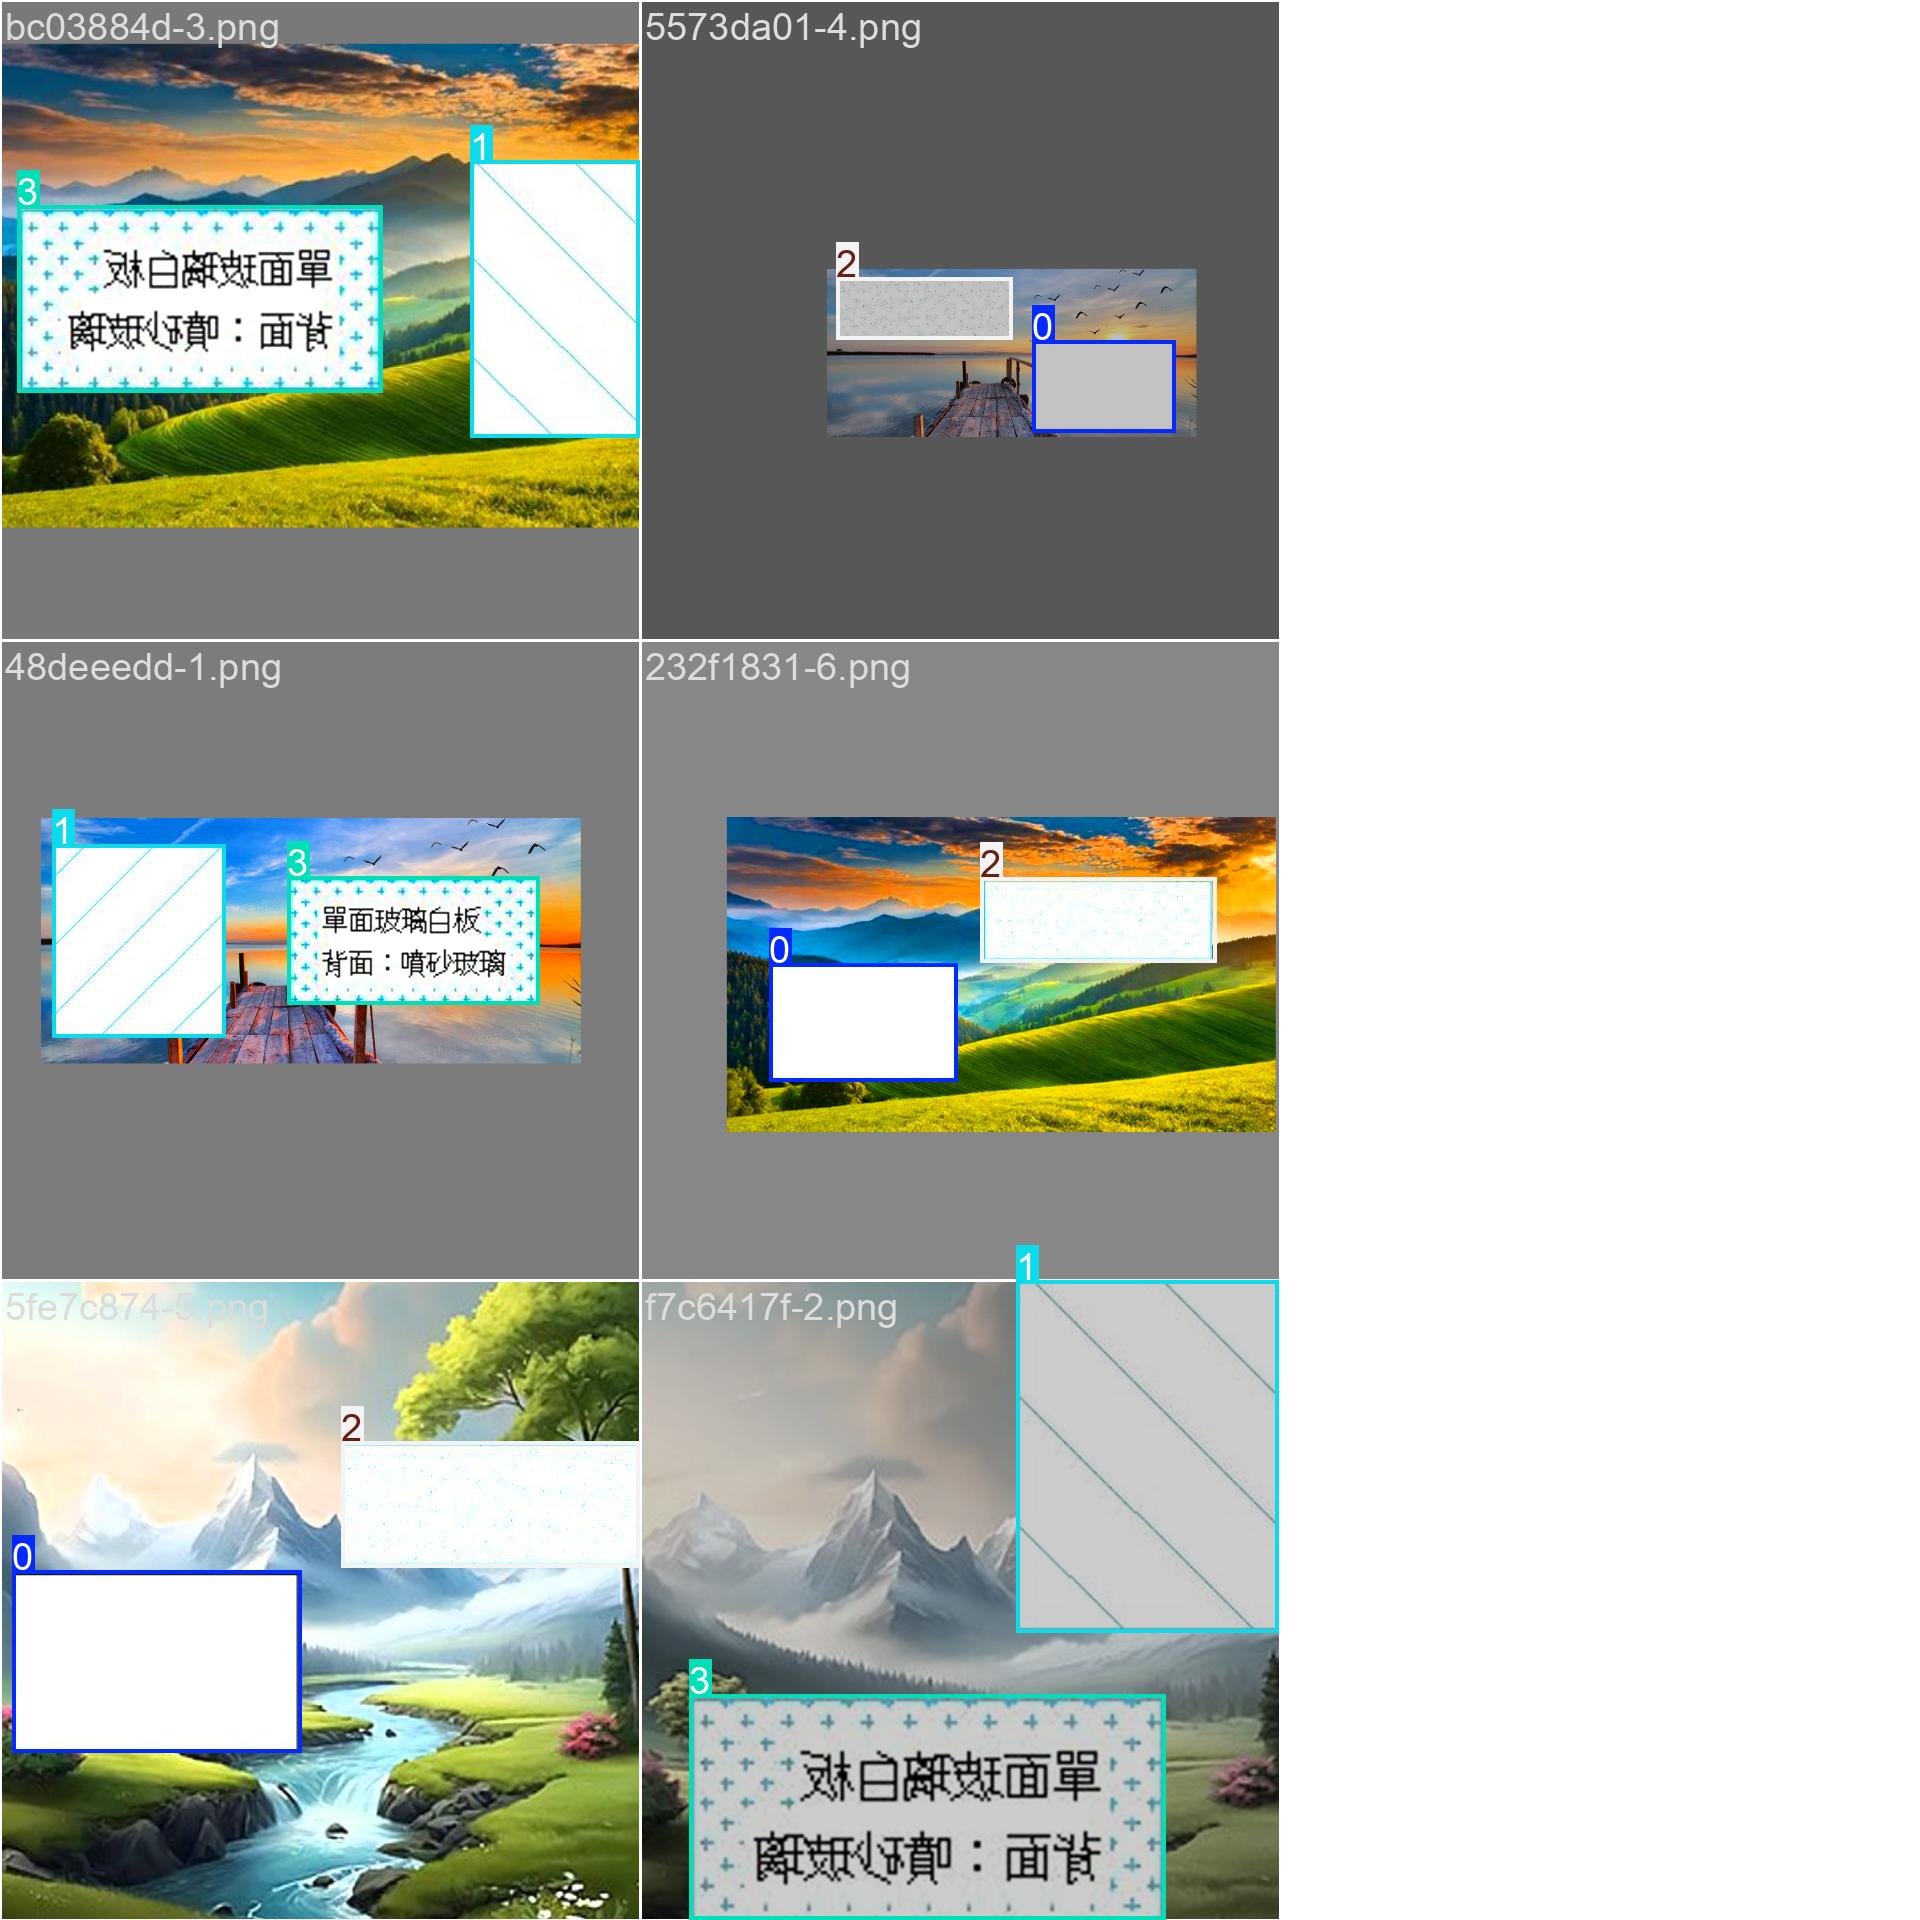 bc03884d-3.png
1
3
單面玻璃白板
背面：噴砂玻璃
5573da01-4.png
2
0
48deeedd-1.png
1
3
單面玻璃白板
背面：噴砂玻璃
232f1831-6.png
2
0
5fe7c874-5.png
2
0
f7c6417f-2.png
1
3
單面玻璃白板
背面：噴砂玻璃